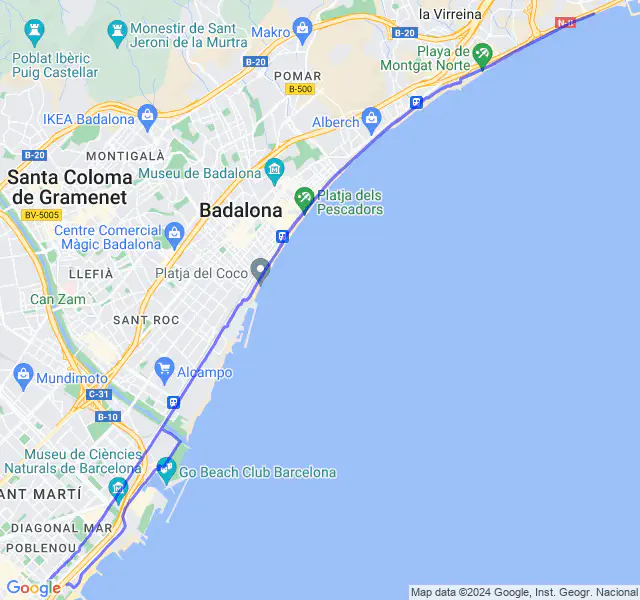 la Virreina
N-II
Monestir de Sant
Jeroni de la Murtra
Makro
B-20
Playa de
Montgat Norte
Poblat Ibèric
Puig Castellar
B-20
POMAR
B-500
IKEA Badalona
Alberch
MONTIGALÀ
B-20
Museu de Badalona
Santa Coloma
de Gramenet
BV-5005
Badalona
Platja dels
Pescadors
Centre Comercial
Màgic Badalona
LLEFIÀ
Platja del Coco
Can Zam
SANT ROC
Mundimoto
Alcampo
C-31
B-10
Museu de Ciències
Naturals de Barcelona
Go Beach Club Barcelona
ANT MARTÍ
DIAGONAL MAR
POBLENOU
Google
Map data ©2024 Google, Inst. Geogr. Nacional